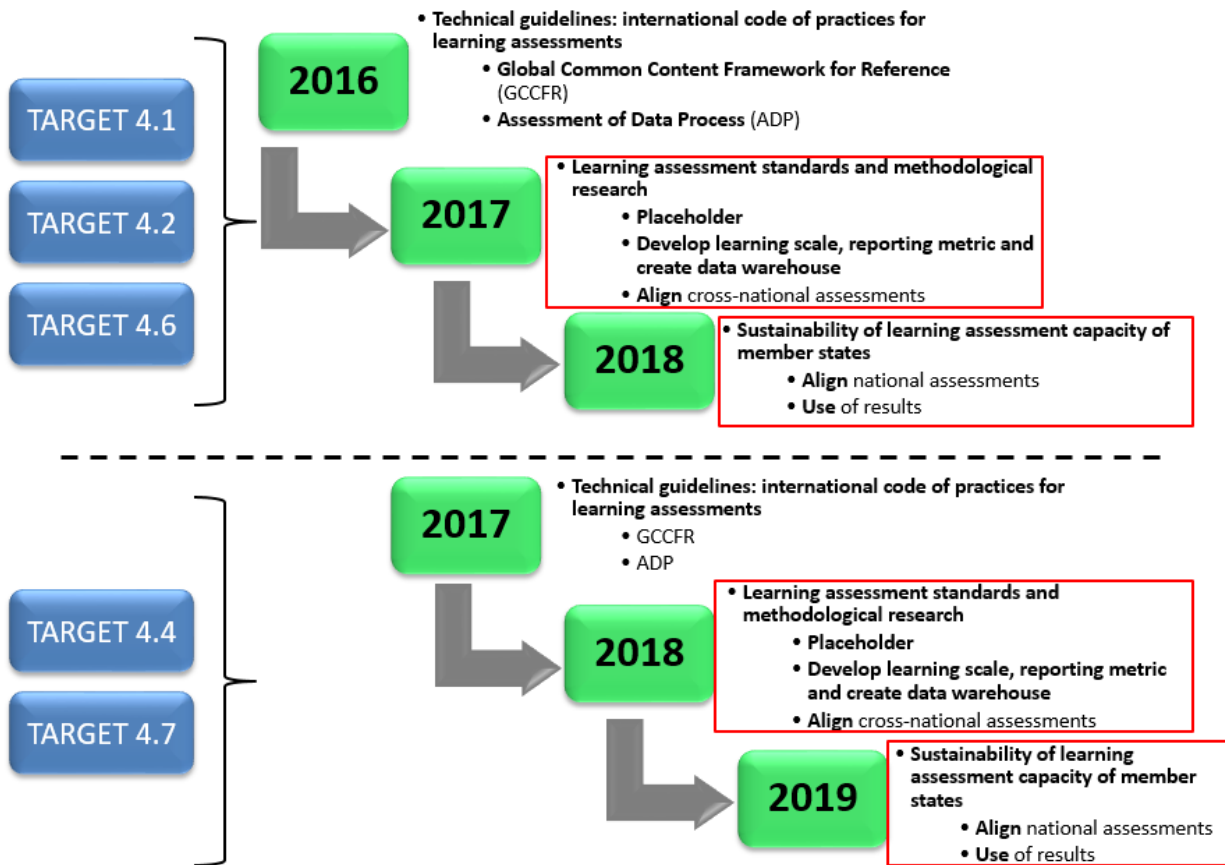 TARGET 4.1
TARGET 4.2
TARGET 4.6
2016
• Technical guidelines: international code of practices for
learning assessments
• Global Common Content Framework for Reference
(GCCFR)
• Assessment of Data Process (ADP)
2017
• Learning assessment standards and methodological
research
• Placeholder
• Develop learning scale, reporting metric and
create data warehouse
• Align cross-national assessments
2018
• Sustainability of learning assessment capacity of
member states
• Align national assessments
• Use of results
TARGET 4.4
TARGET 4.7
2017
• Technical guidelines: international code of practices for
learning assessments
• GCCFR
• ADP
2018
• Learning assessment standards and
methodological research
• Placeholder
• Develop learning scale, reporting metric
and create data warehouse
• Align cross-national assessments
2019
• Sustainability of learning
assessment capacity of member
states
• Align national assessments
• Use of results